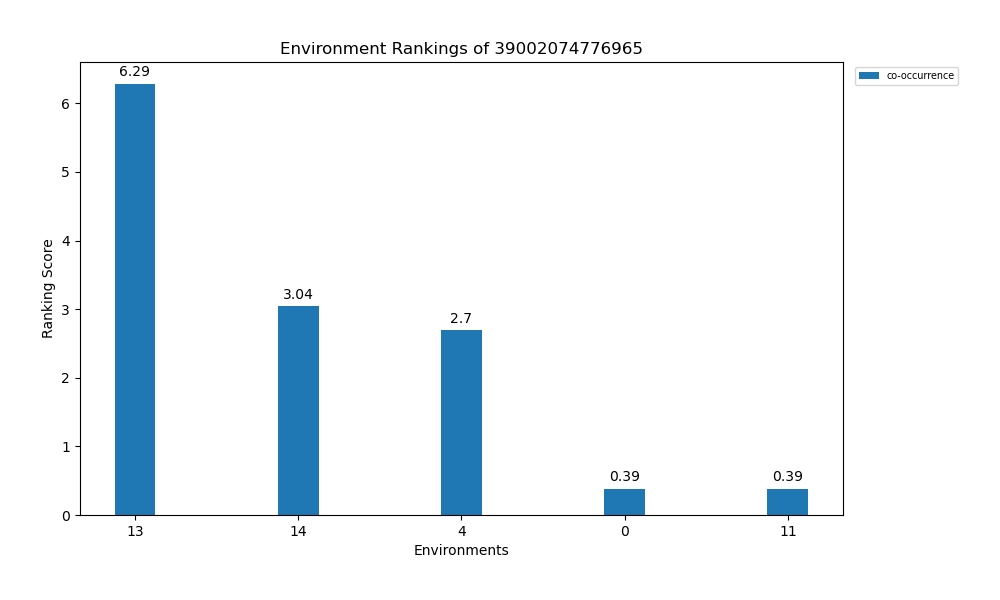 Environment Rankings of 39002074776965
co-occurrence
Ranking Score
6
5
4
3
2
1
0
6.29
3.04
2.7
0.39
0.39
13 14 4 0 11
Environments